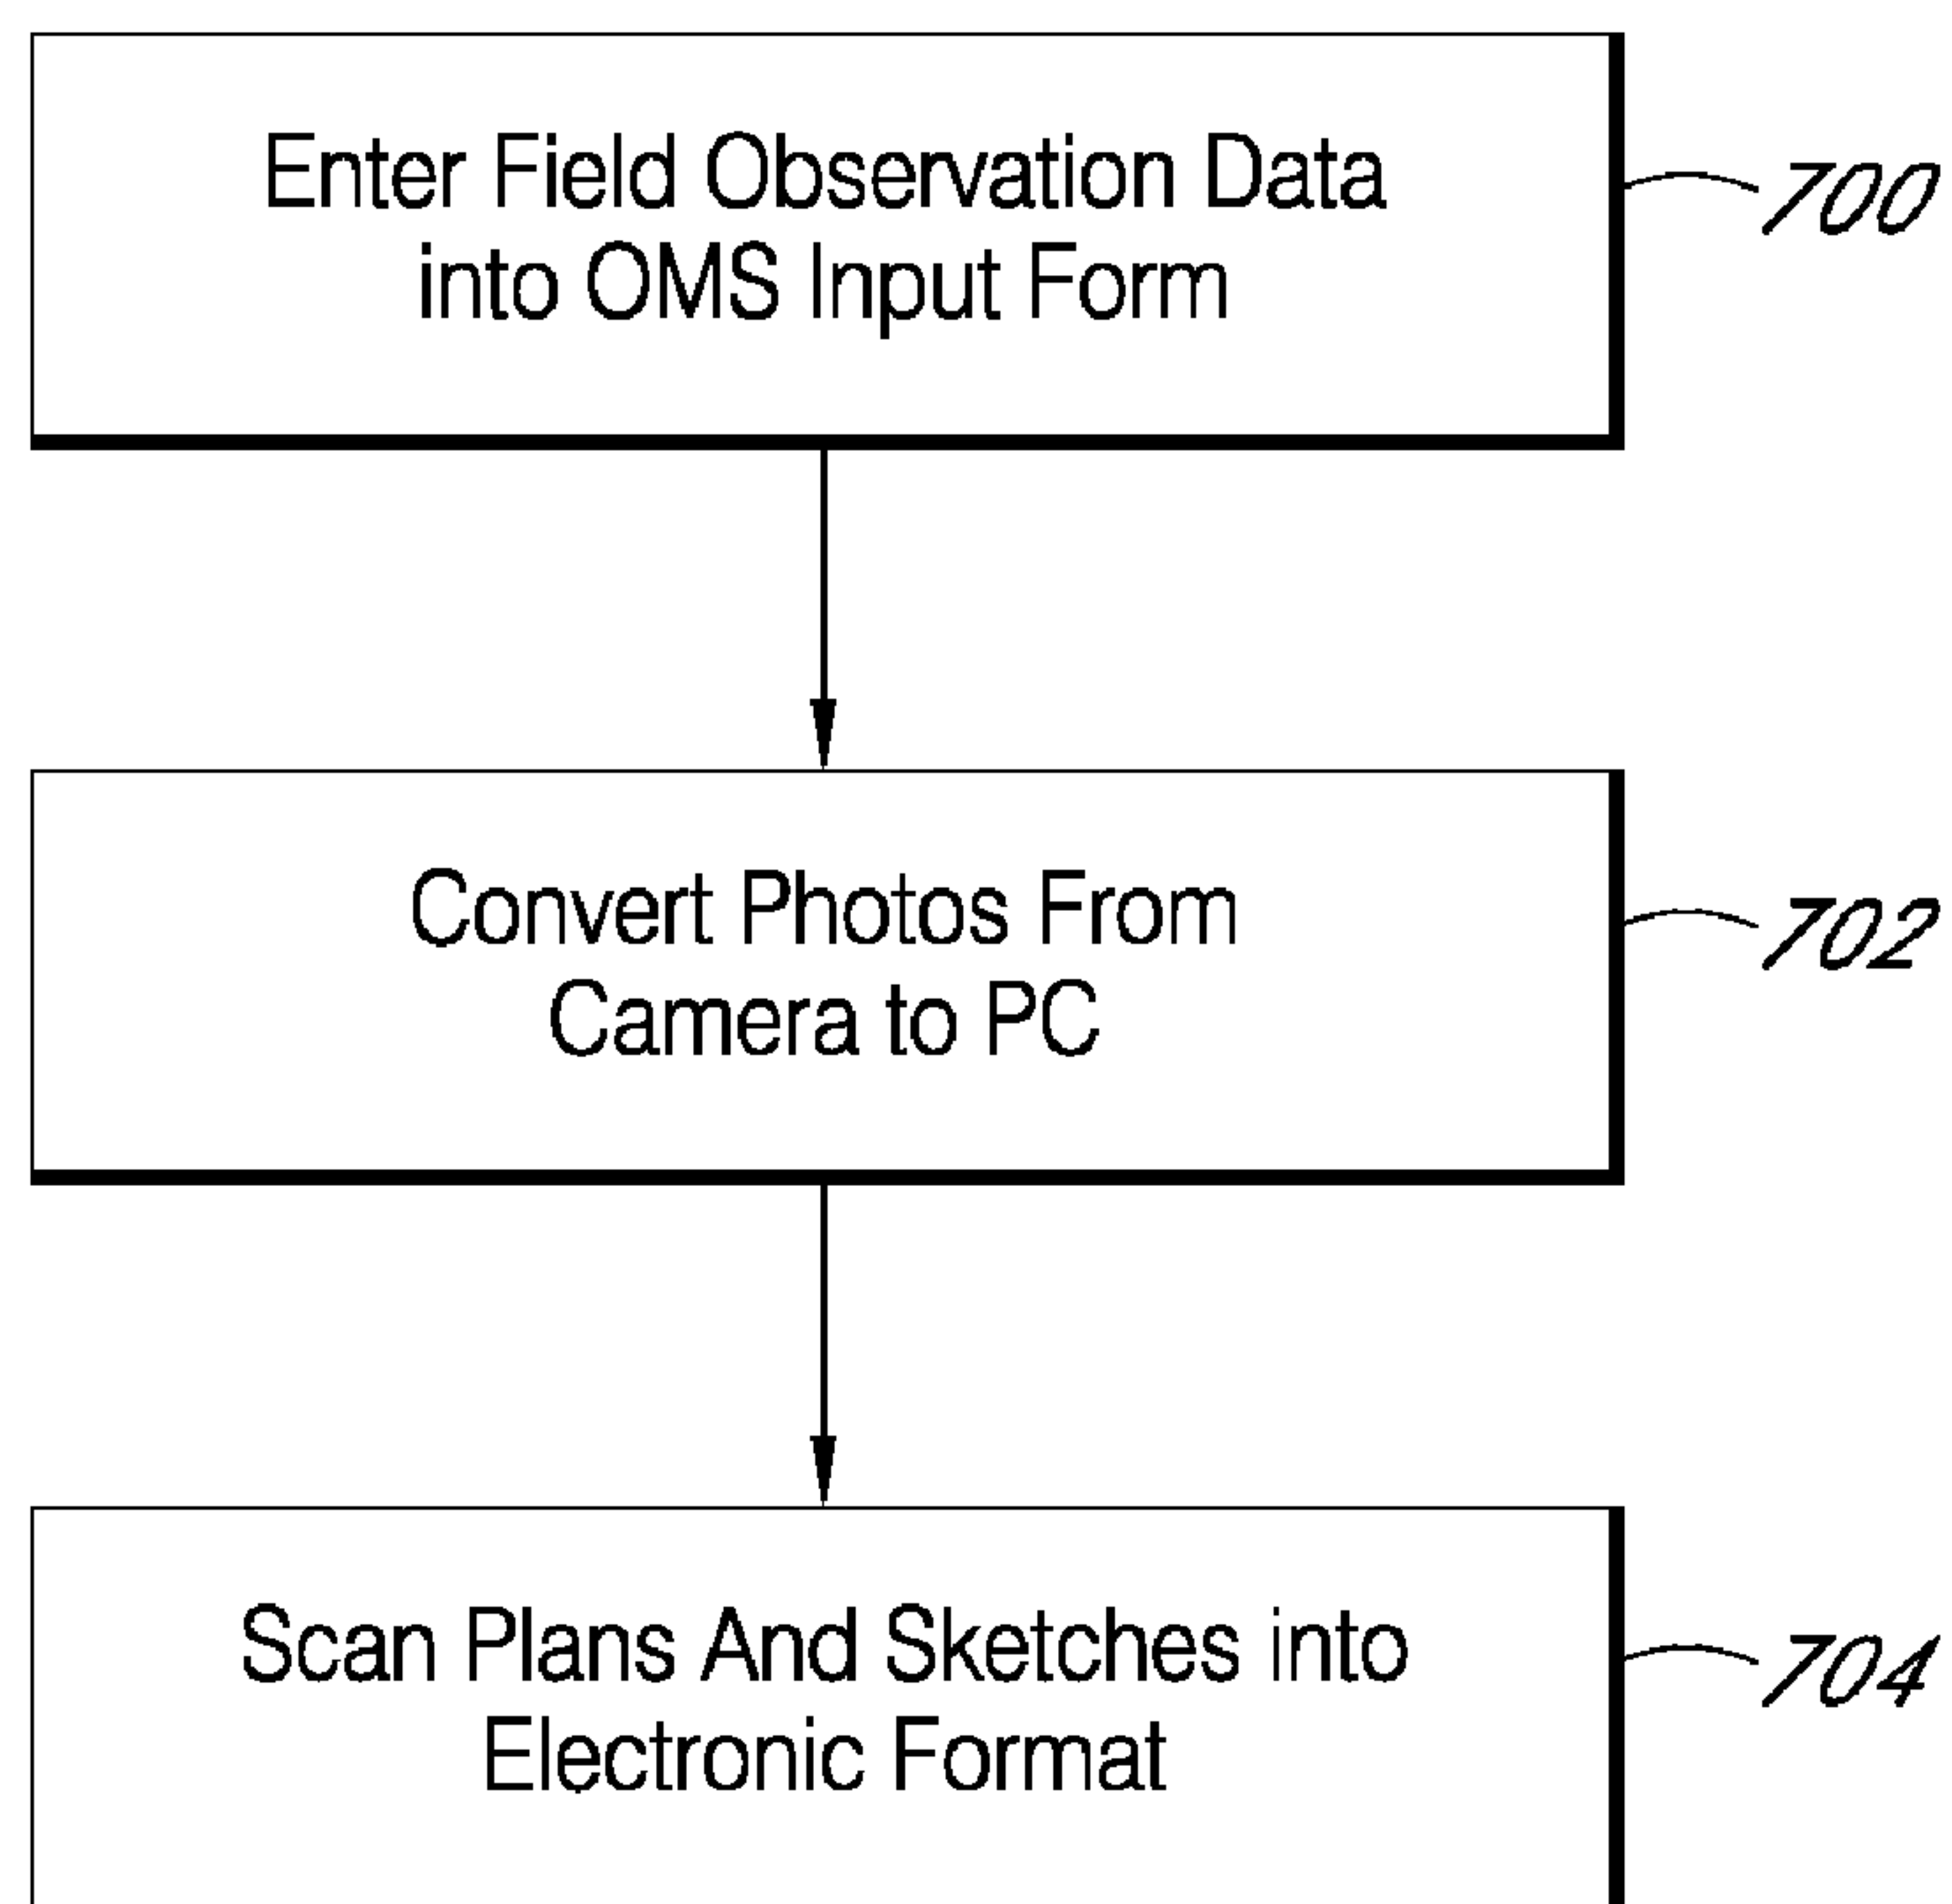 Enter Field Observation Data
into OMS Input Form
700
Convert Photos From
Camera to PC
702
Scan Plans And Sketches into
Electronic Format
704